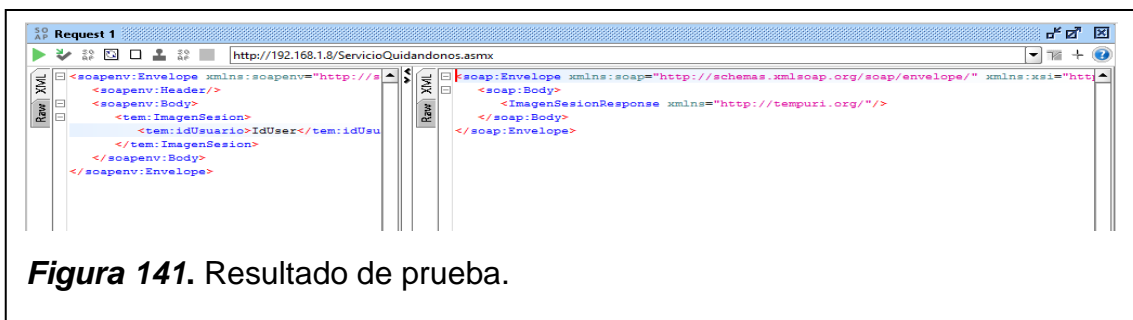 SOAP Request 1
http://192.168.1.8/ServicioQuidandonos.asmx
XML
Raw
<soapenv:Envelope xmlns:soapenv="http://s
<soapenv:Header/>
<soapenv:Body>
<tem:ImagenSesion>
<tem:idUsuario>IdUser</tem:idUsu
</tem:ImagenSesion>
</soapenv:Body>
</soapenv:Envelope>
XML
Raw
<soap:Envelope xmlns:soap="http://schemas.xmlsoap.org/soap/envelope/" xmlns:xsi="htt
<soap:Body>
<ImagenSesionResponse xmlns="http://tempuri.org/"/>
</soap:Body>
</soap:Envelope>
Figura 141. Resultado de prueba.